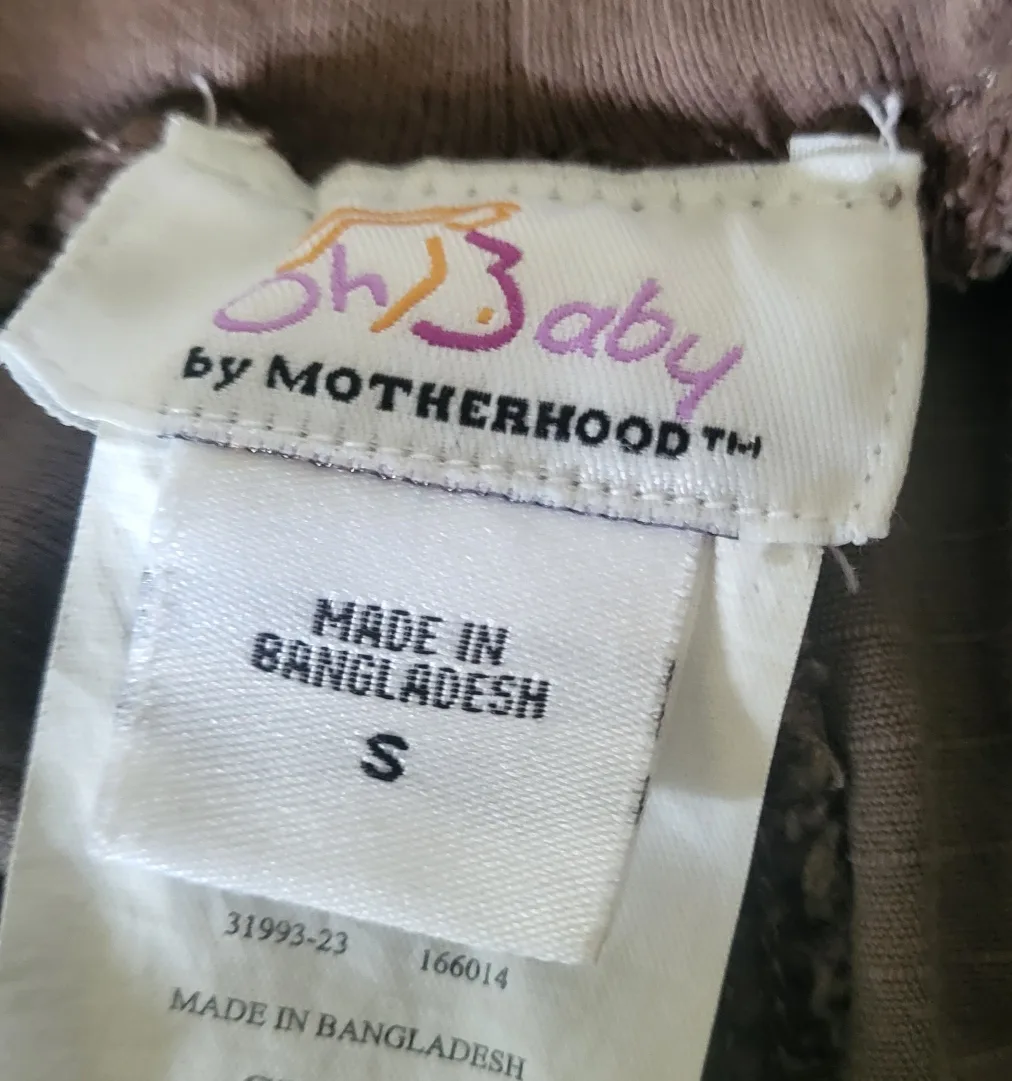 Oh Baby
by MOTHERHOOD™
MADE IN
BANGLADESH
S
31993-23 166014
MADE IN BANGLADESH